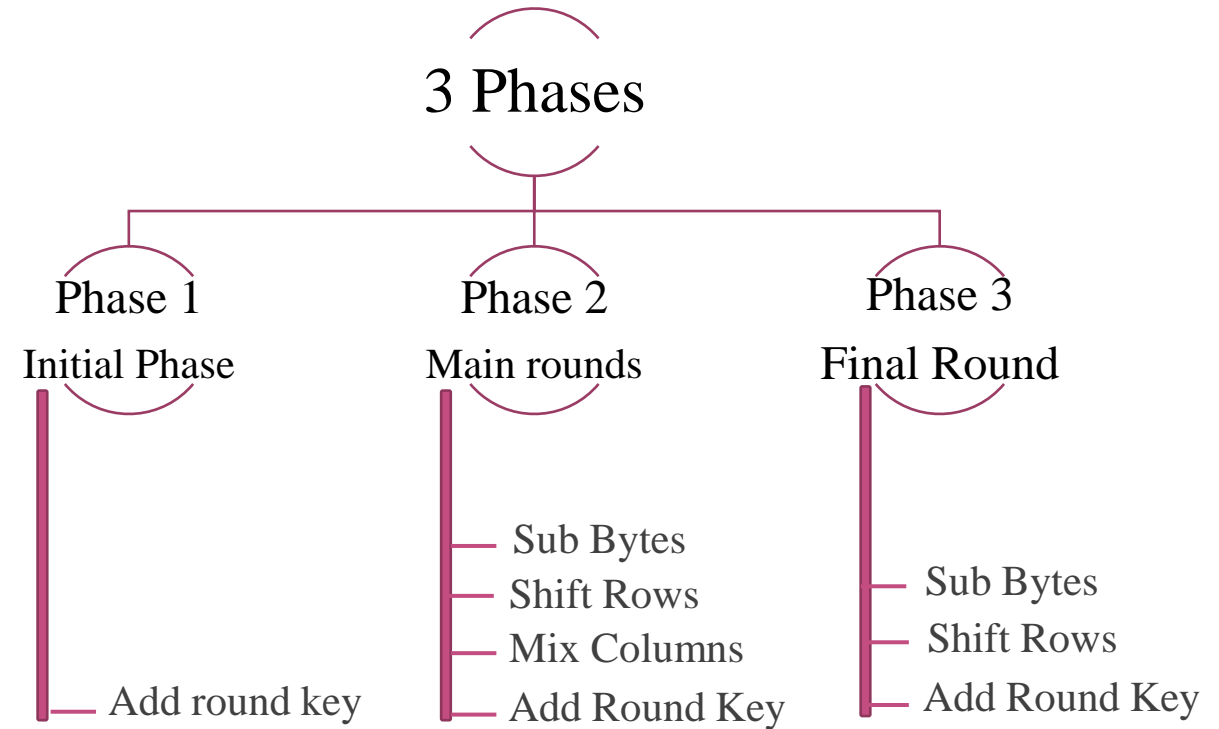 3 Phases
Phase 1
Initial Phase
Add round key
Phase 2
Main rounds
Sub Bytes
Shift Rows
Mix Columns
Add Round Key
Phase 3
Final Round
Sub Bytes
Shift Rows
Add Round Key